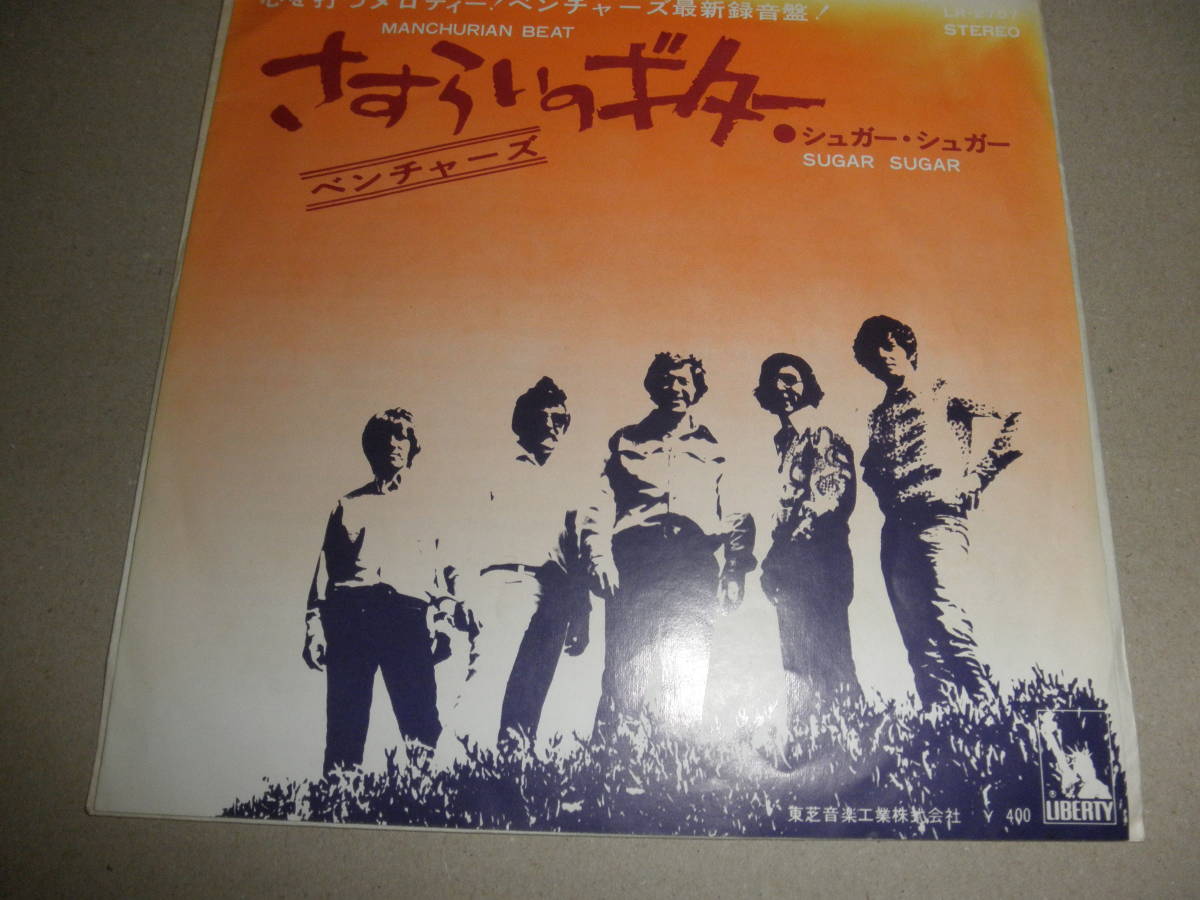 心を打つメロディー!ベンチャーズ最新録音盤!
MANCHURIAN BEAT
STEREO
さすらいのギター
ベンチャーズ
●シュガー・シュガー
SUGAR SUGAR
東芝音楽工業株式会社 ¥400
LIBERTY